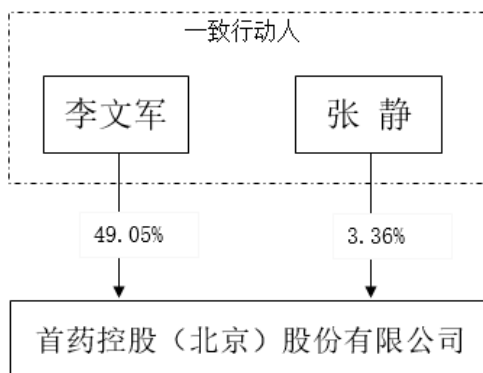 一致行动人
李文军
张 静
49.05%
3.36%
首药控股（北京）股份有限公司